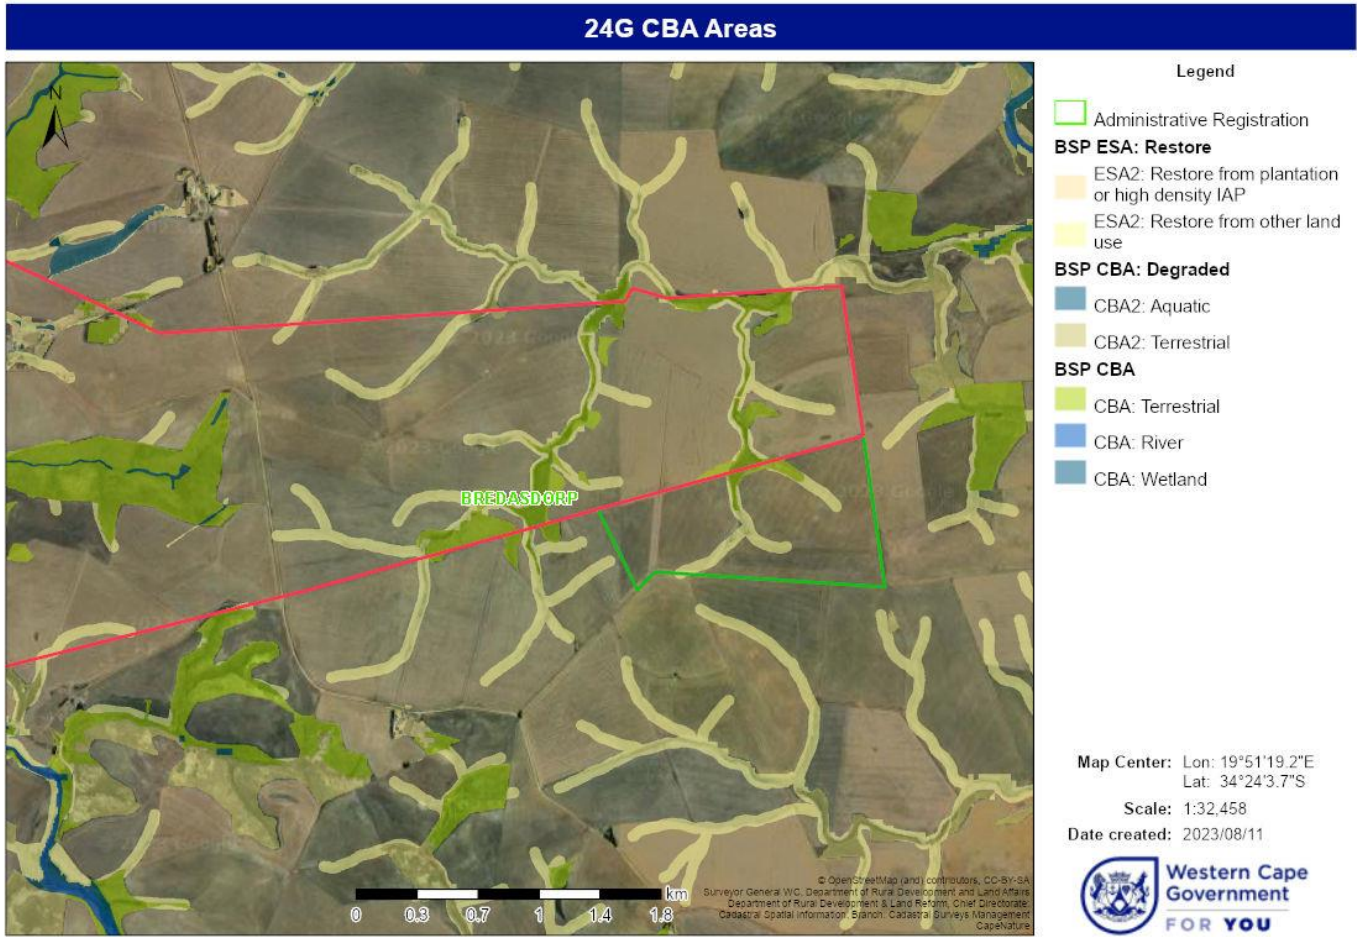 24G CBA Areas
N
BREDASDORP
Legend
Administrative Registration
BSP ESA: Restore
ESA2: Restore from plantation
or high density IAP
ESA2: Restore from other land
use
BSP CBA: Degraded
CBA2: Aquatic
CBA2: Terrestrial
BSP CBA
CBA: Terrestrial
CBA: River
CBA: Wetland
Map Center: Lon: 19°51'19.2"E
Lat: 34°24'3.7"S
Scale: 1:32,458
Date created: 2023/08/11
Western Cape
Government
FOR YOU
km
0 0,3 0,7 1 1,4 1,8
© OpenStreetMap (and) contributors, CC-BY-SA
Surveyor General WC, Department of Rural Development and Land Affairs
Department of Rural Development & Land Reform, Chief Directorate:
Cadastral Spatial Information, Branch: Cadastral Surveys Management
CapeNature